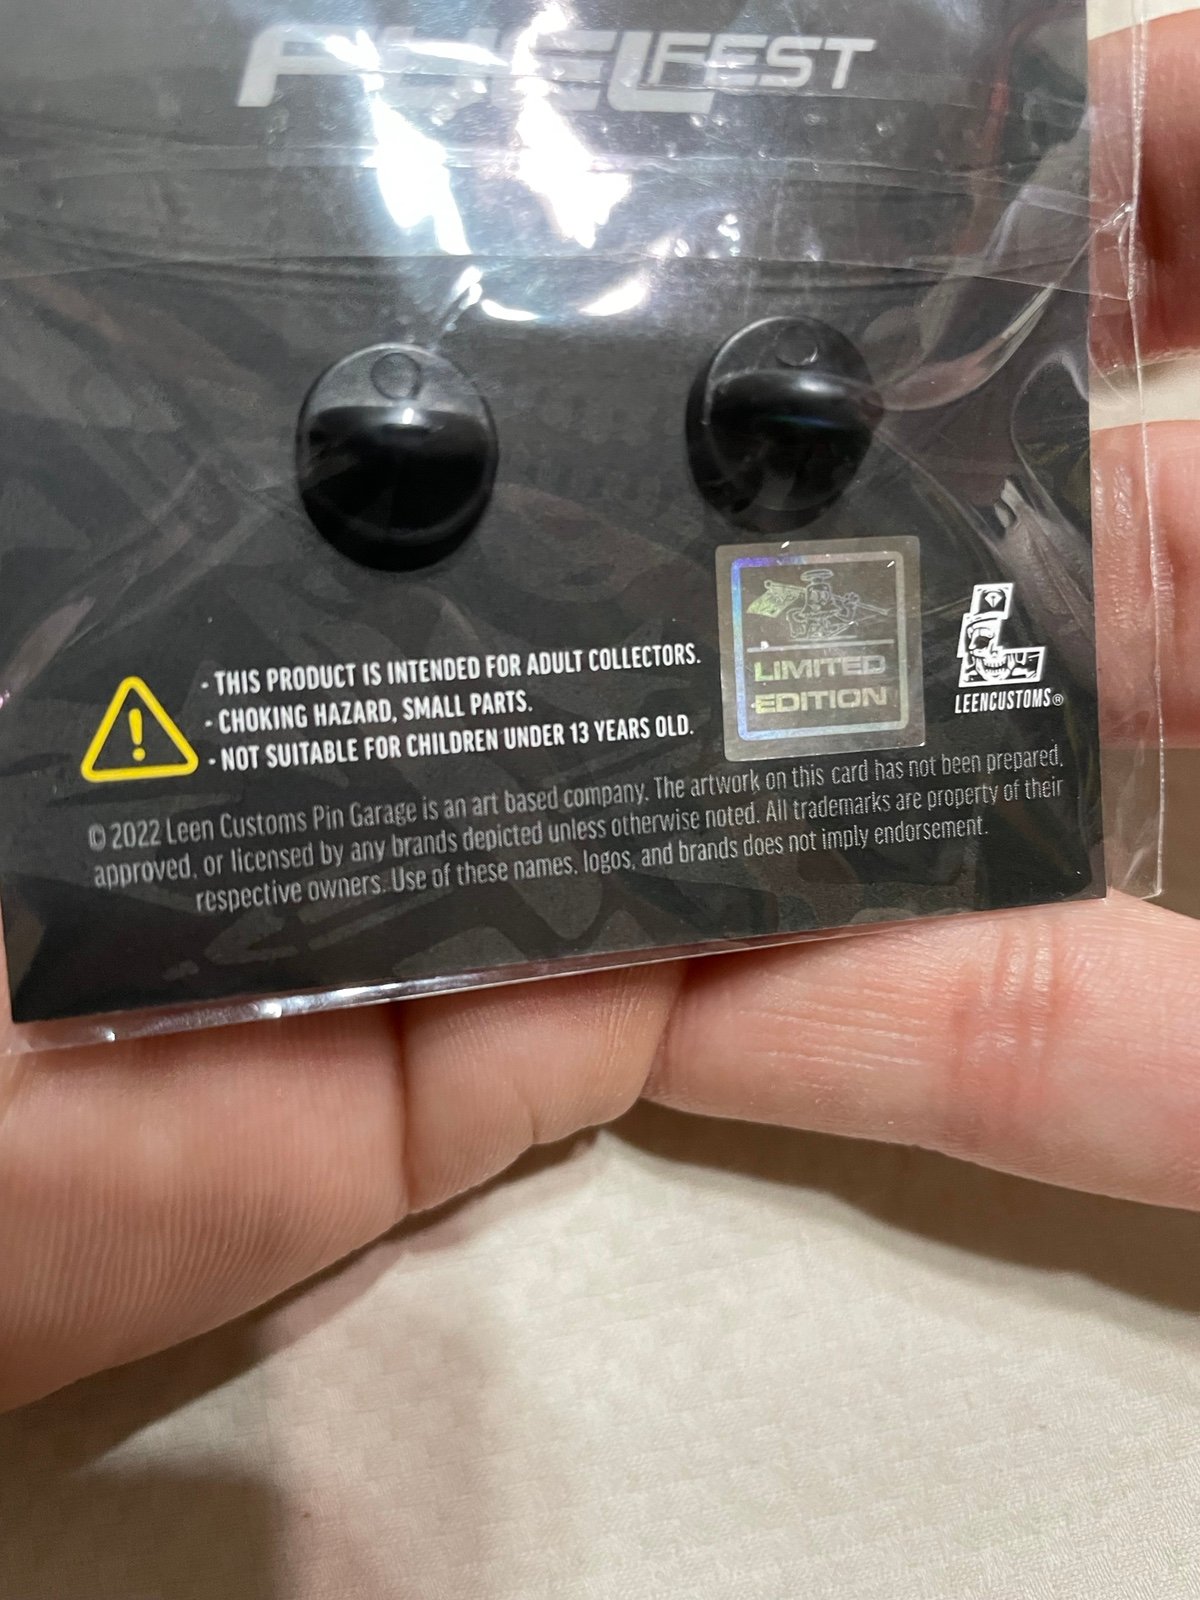 FUELFEST
- THIS PRODUCT IS INTENDED FOR ADULT COLLECTORS.
- CHOKING HAZARD, SMALL PARTS.
- NOT SUITABLE FOR CHILDREN UNDER 13 YEARS OLD.
LIMITED
EDITION
LEENCUSTOMS®
© 2022 Leen Customs Pin Garage is an art based company. The artwork on this card has not been prepared,
approved, or licensed by any brands depicted unless otherwise noted. All trademarks are property of their
respective owners. Use of these names, logos, and brands does not imply endorsement.